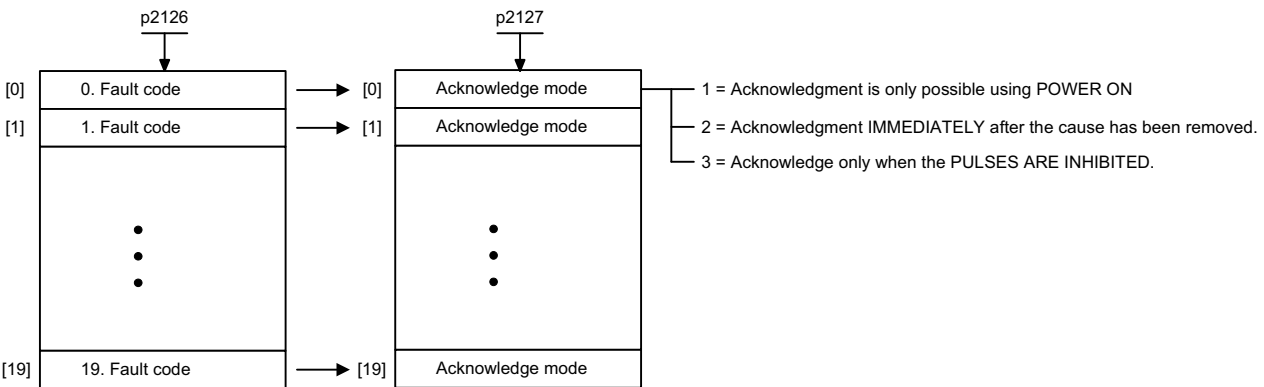 p2126 p2127
[0] 0. Fault code [0] Acknowledge mode 1 = Acknowledgment is only possible using POWER ON
[1] 1. Fault code [1] Acknowledge mode 2 = Acknowledgment IMMEDIATELY after the cause has been removed.
3 = Acknowledge only when the PULSES ARE INHIBITED.
[19] 19. Fault code [19] Acknowledge mode